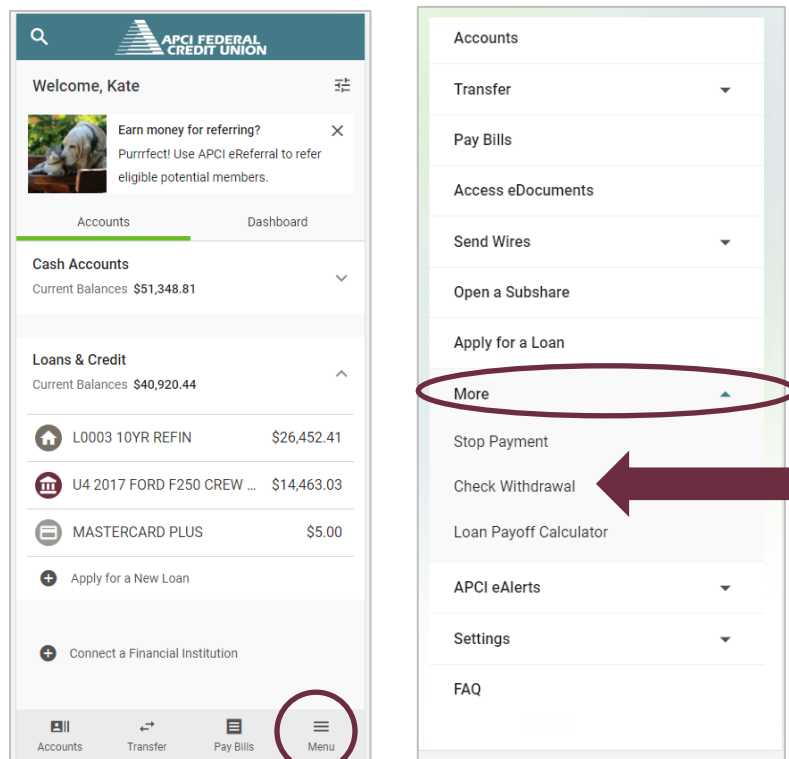 APCI FEDERAL
CREDIT UNION
Welcome, Kate
Earn money for referring?
Purrrfect! Use APCI eReferral to refer
eligible potential members.
Accounts Dashboard
Cash Accounts
Current Balances $51,348.81
Loans & Credit
Current Balances $40,920.44
L0003 10YR REFIN $26,452.41
U4 2017 FORD F250 CREW ... $14,463.03
MASTERCARD PLUS $5.00
Apply for a New Loan
Connect a Financial Institution
Accounts Transfer Pay Bills Menu
Accounts
Transfer
Pay Bills
Access eDocuments
Send Wires
Open a Subshare
Apply for a Loan
More
Stop Payment
Check Withdrawal
Loan Payoff Calculator
APCI eAlerts
Settings
FAQ